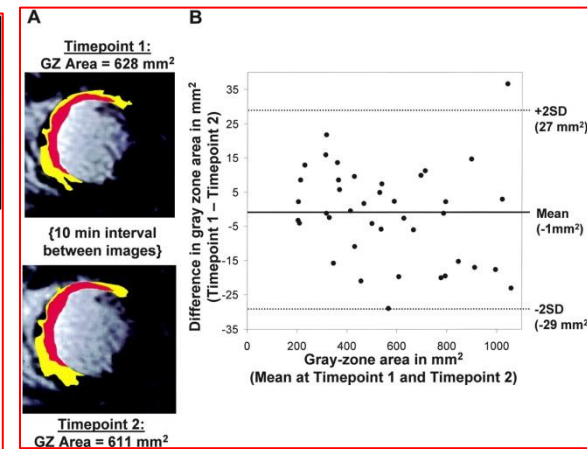 A
Timepoint 1:
GZ Area = 628 mm²
{10 min interval
between images}
Timepoint 2:
GZ Area = 611 mm²
B
Difference in gray zone area in mm²
(Timepoint 1 – Timepoint 2)
35
25
15
5
-5
-15
-25
-35
+2SD
(27 mm²)
Mean
(-1mm²)
-2SD
(-29 mm²)
0 200 400 600 800 1000
Gray-zone area in mm²
(Mean at Timepoint 1 and Timepoint 2)